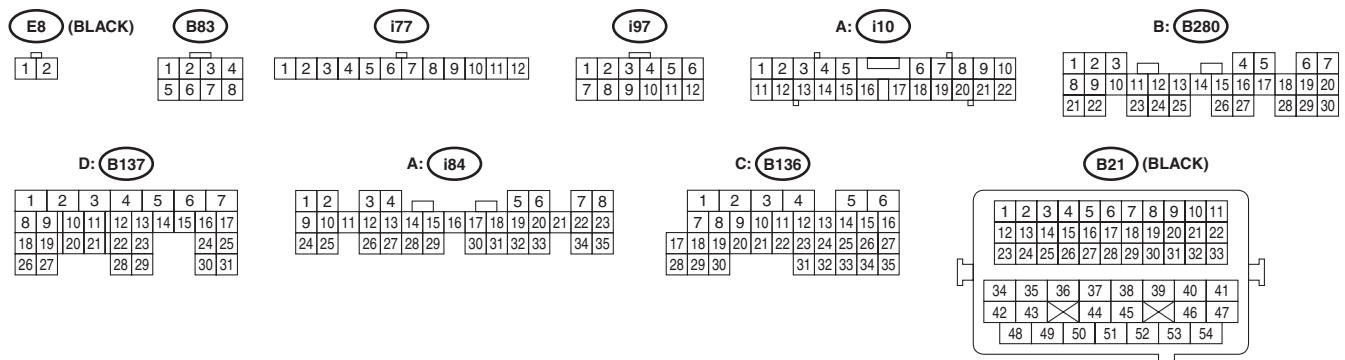 E8 (BLACK)
B83
i77
i97
A: i10
B: B280
1 2
1 2 3 4
5 6 7 8
1 2 3 4 5 6 7 8 9 10 11 12
1 2 3 4 5 6
7 8 9 10 11 12
1 2 3 4 5 6 7 8 9 10
11 12 13 14 15 16 17 18 19 20 21 22
1 2 3 4 5 6 7
8 9 10 11 12 13 14 15 16 17 18 19 20
21 22 23 24 25 26 27 28 29 30
D: B137
A: i84
C: B136
B21 (BLACK)
1 2 3 4 5 6 7
8 9 10 11 12 13 14 15 16 17
18 19 20 21 22 23 24 25
26 27 28 29 30 31
1 2 3 4 5 6 7 8
9 10 11 12 13 14 15 16 17 18 19 20 21 22 23
24 25 26 27 28 29 30 31 32 33 34 35
1 2 3 4 5 6
7 8 9 10 11 12 13 14 15 16
17 18 19 20 21 22 23 24 25 26 27
28 29 30 31 32 33 34 35
1 2 3 4 5 6 7 8 9 10 11
12 13 14 15 16 17 18 19 20 21 22
23 24 25 26 27 28 29 30 31 32 33
34 35 36 37 38 39 40 41
42 43 44 45 46 47
48 49 50 51 52 53 54